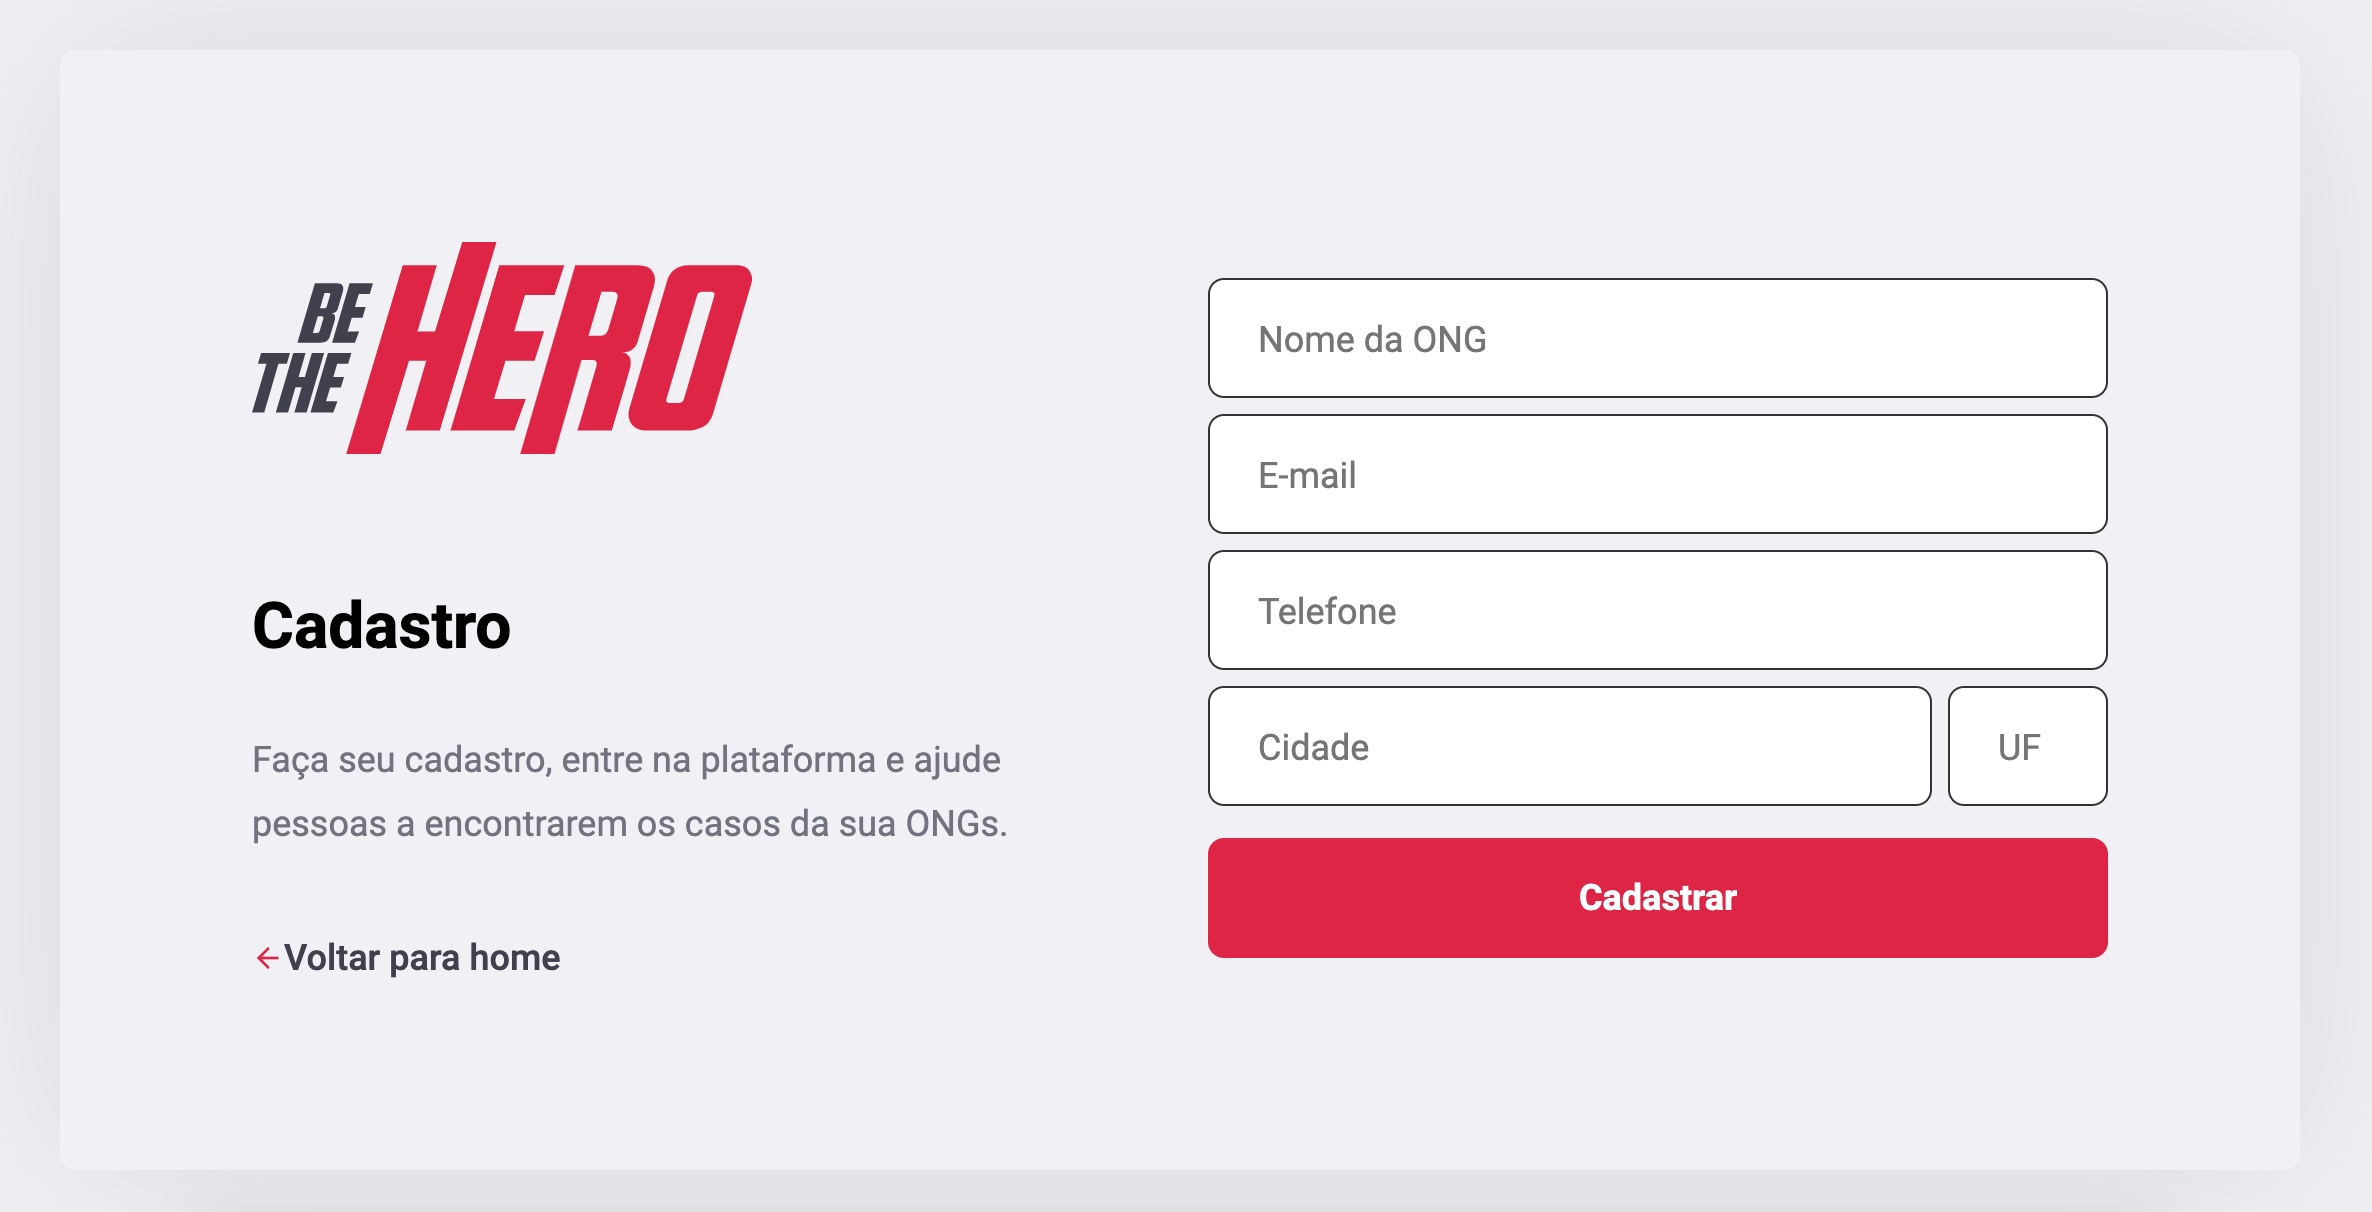 BE
THE
HERO
Cadastro
Faça seu cadastro, entre na plataforma e ajude
pessoas a encontrarem os casos da sua ONGs.
Voltar para home
Nome da ONG
E-mail
Telefone
Cidade
UF
Cadastrar